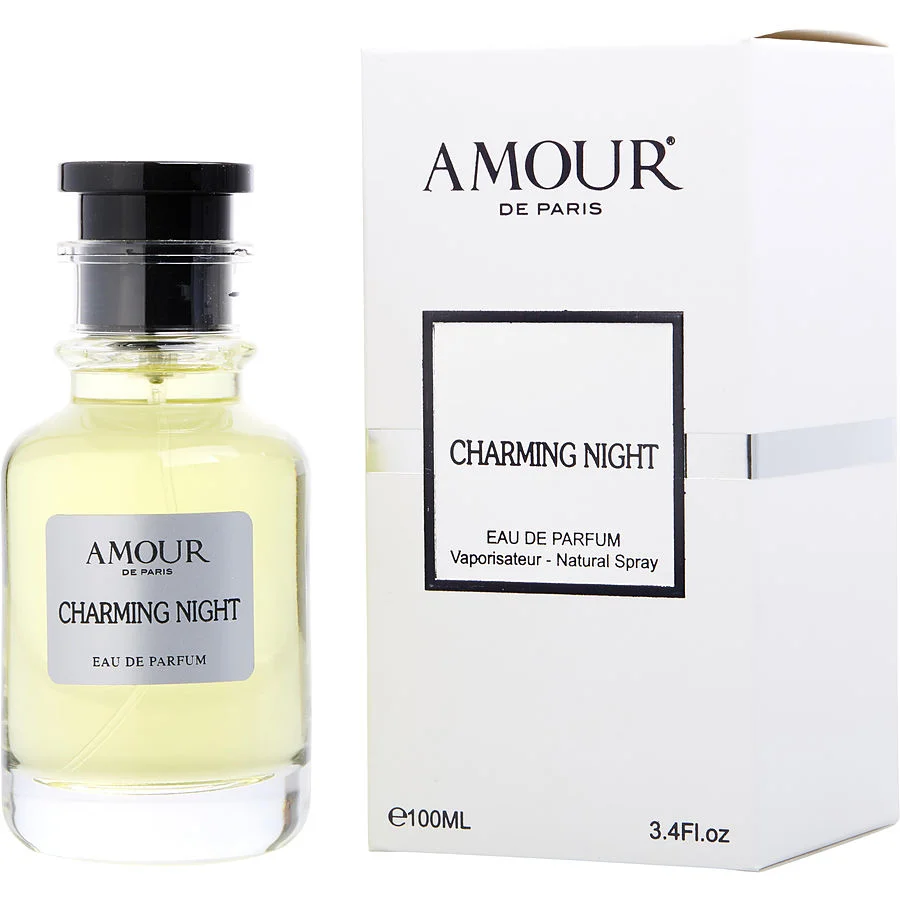 AMOUR
DE PARIS
CHARMING NIGHT
EAU DE PARFUM
AMOUR®
DE PARIS
CHARMING NIGHT
EAU DE PARFUM
Vaporisateur - Natural Spray
℮100ML
3.4Fl.oz